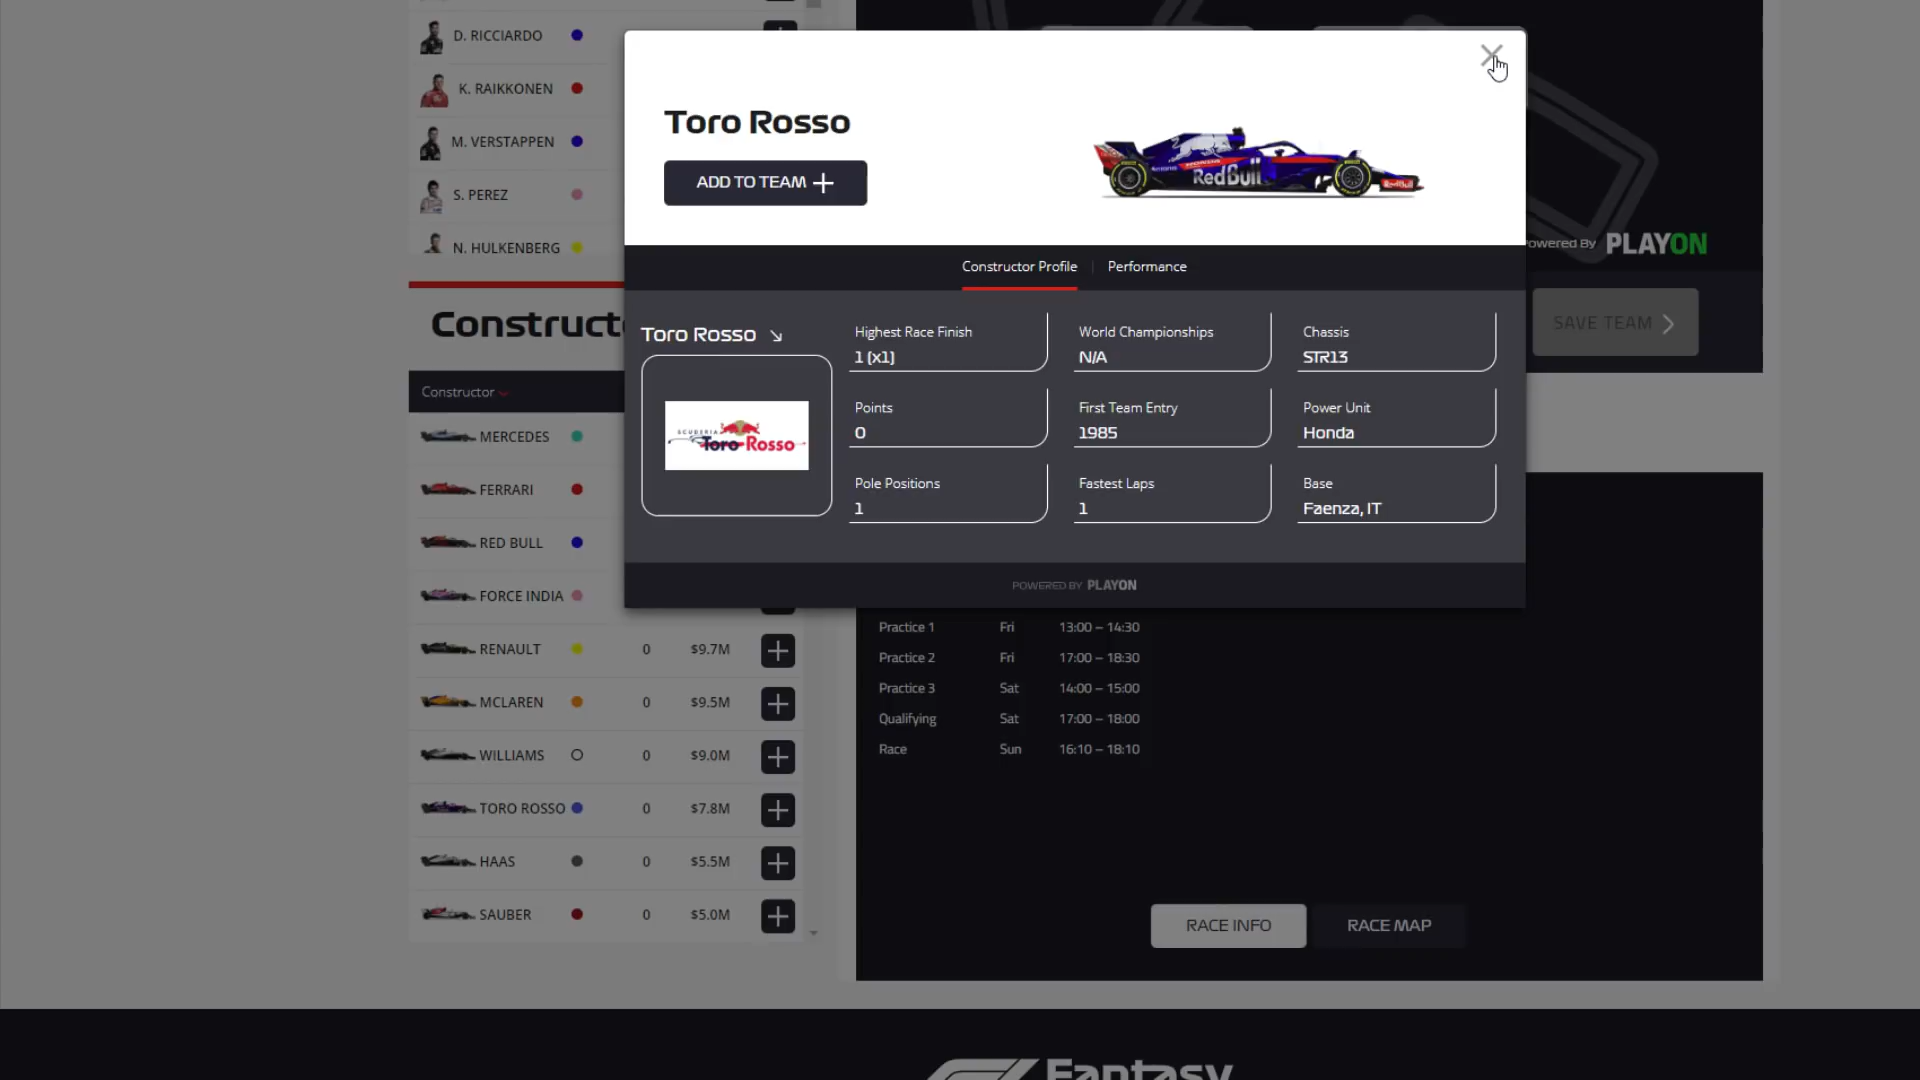 D. RICCIARDO
K. RAIKKONEN
M. VERSTAPPEN
S. PEREZ
N. HULKENBERG
Toro Rosso
ADD TO TEAM
RedBull
Constructor Profile
Performance
Powered By PLAYON
SAVE TEAM
Constructor
MERCEDES
FERRARI
RED BULL
FORCE INDIA
RENAULT 0 $9.7M
MCLAREN 0 $9.5M
WILLIAMS 0 $9.0M
TORO ROSSO 0 $7.8M
HAAS 0 $5.5M
SAUBER 0 $5.0M
Toro Rosso
SCUDERIA
Toro Rosso
Highest Race Finish
1 (x1)
World Championships
N/A
Chassis
STR13
Points
0
First Team Entry
1985
Power Unit
Honda
Pole Positions
1
Fastest Laps
1
Base
Faenza, IT
POWERED BY PLAYON
Practice 1 Fri 13:00 – 14:30
Practice 2 Fri 17:00 – 18:30
Practice 3 Sat 14:00 – 15:00
Qualifying Sat 17:00 – 18:00
Race Sun 16:10 – 18:10
RACE INFO
RACE MAP
Fantasy